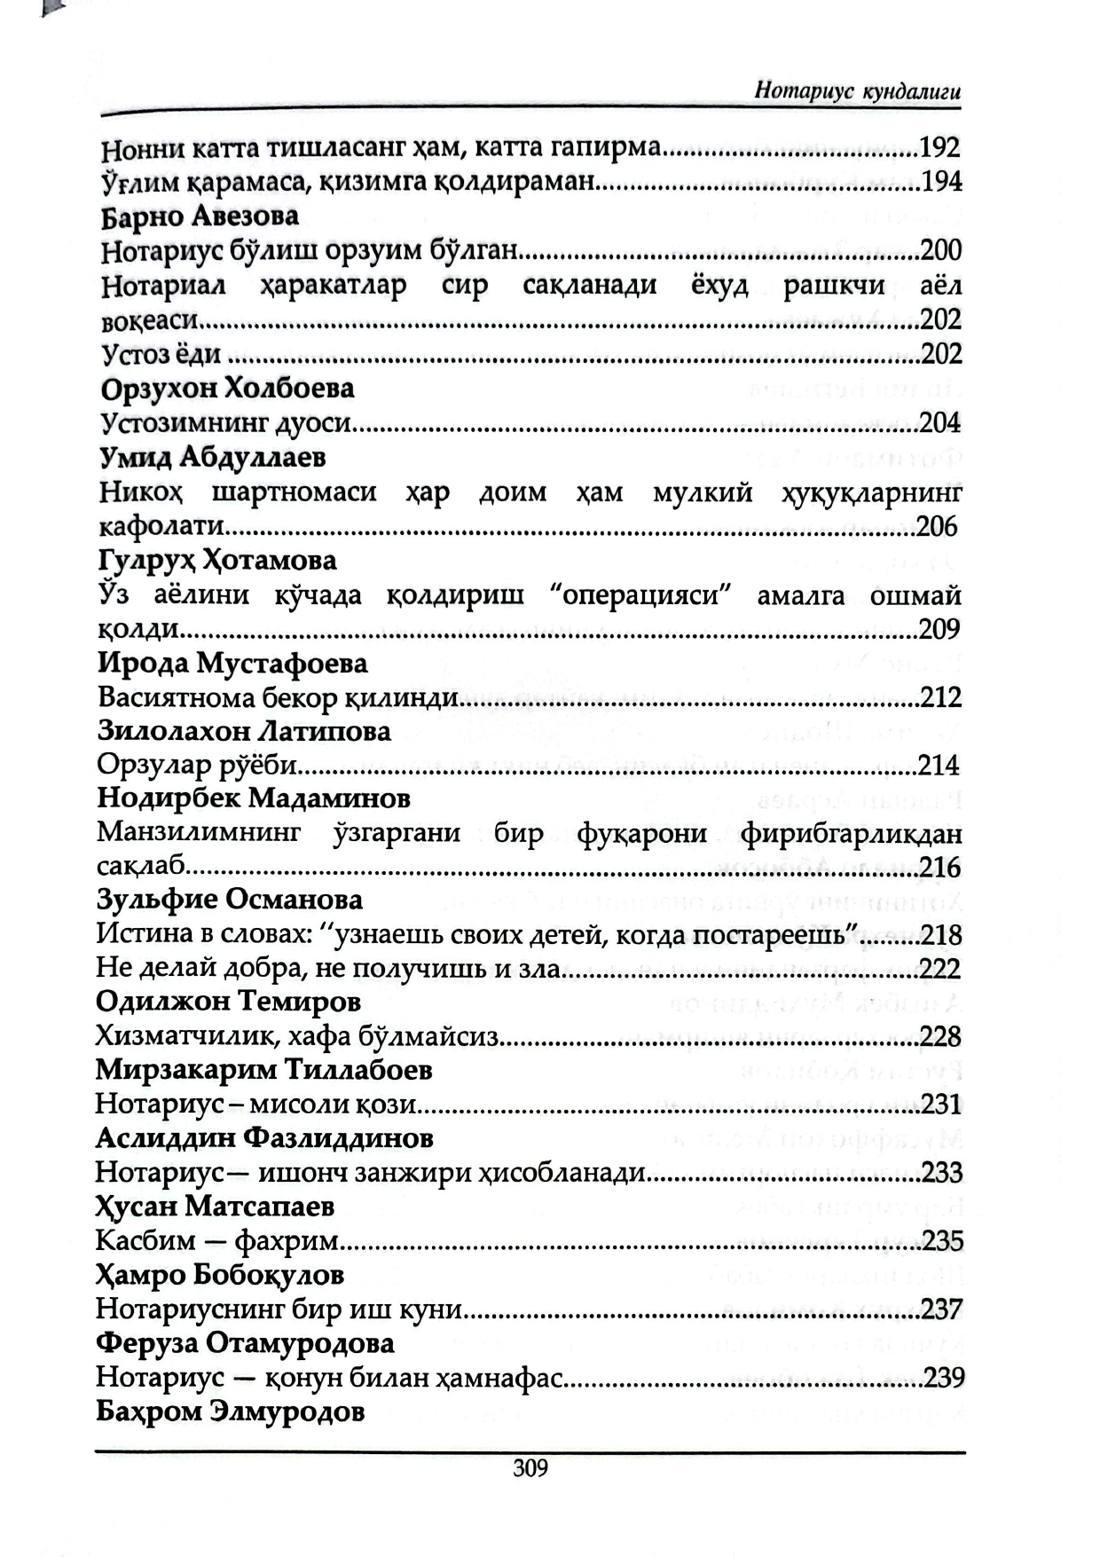 Нотариус кундалиги
Нонни катта тишласанг ҳам, катта гапирма..............................192
Ўғлим қарамаса, қизимга қолдираман......................................194
Барно Авезова
Нотариус бўлиш орзуим бўлган................................................200
Нотариал ҳаракатлар сир сақланади ёхуд рашкчи аёл
воқеаси........................................................................................202
Устоз ёди .....................................................................................202
Орзухон Холбоева
Устозимнинг дуоси.....................................................................204
Умид Абдуллаев
Никоҳ шартномаси ҳар доим ҳам мулкий ҳуқуқларнинг
кафолати.....................................................................................206
Гулруҳ Ҳотамова
Ўз аёлини кўчада қолдириш “операцияси” амалга ошмай
қолди...........................................................................................209
Ирода Мустафоева
Васиятнома бекор қилинди.......................................................212
Зилолахон Латипова
Орзулар рўёби............................................................................214
Нодирбек Мадаминов
Манзилимнинг ўзгаргани бир фуқарони фирибгарликдан
сақлаб..........................................................................................216
Зульфие Османова
Истина в словах: “узнаешь своих детей, когда постареешь”........218
Не делай добра, не получишь и зла...........................................222
Одилжон Темиров
Хизматчилик, хафа бўлмайсиз...................................................228
Мирзакарим Тиллабоев
Нотариус – мисоли қози.............................................................231
Аслиддин Фазлиддинов
Нотариус— ишонч занжири ҳисобланади.................................233
Ҳусан Матсапаев
Касбим — фахрим.......................................................................235
Ҳамро Бобоқулов
Нотариуснинг бир иш куни.......................................................237
Феруза Отамуродова
Нотариус — қонун билан ҳамнафас...........................................239
Баҳром Элмуродов
309